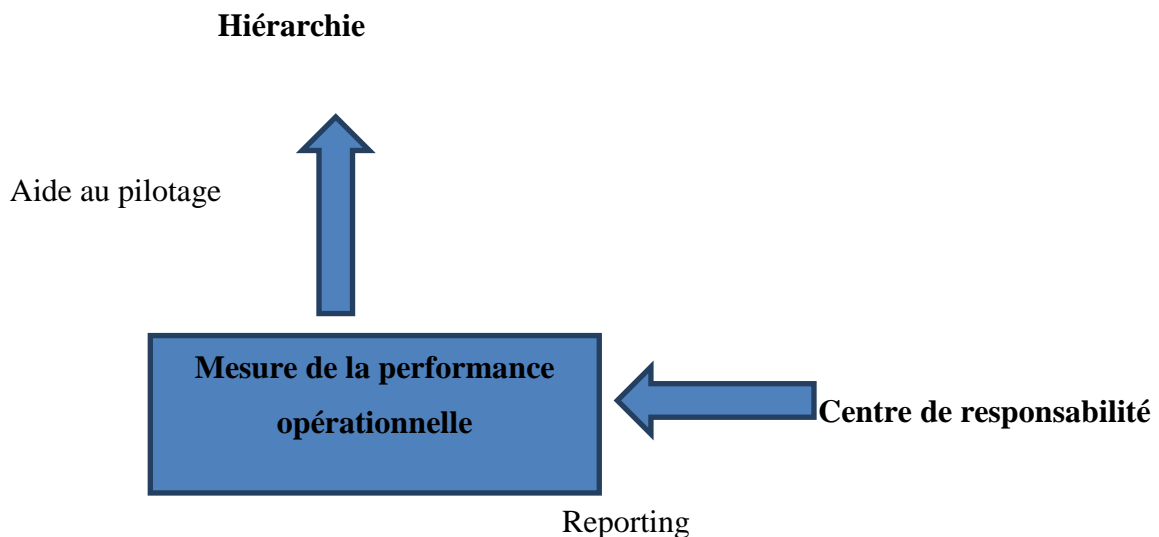 Hiérarchie
Aide au pilotage
Mesure de la performance
opérationnelle
Centre de responsabilité
Reporting